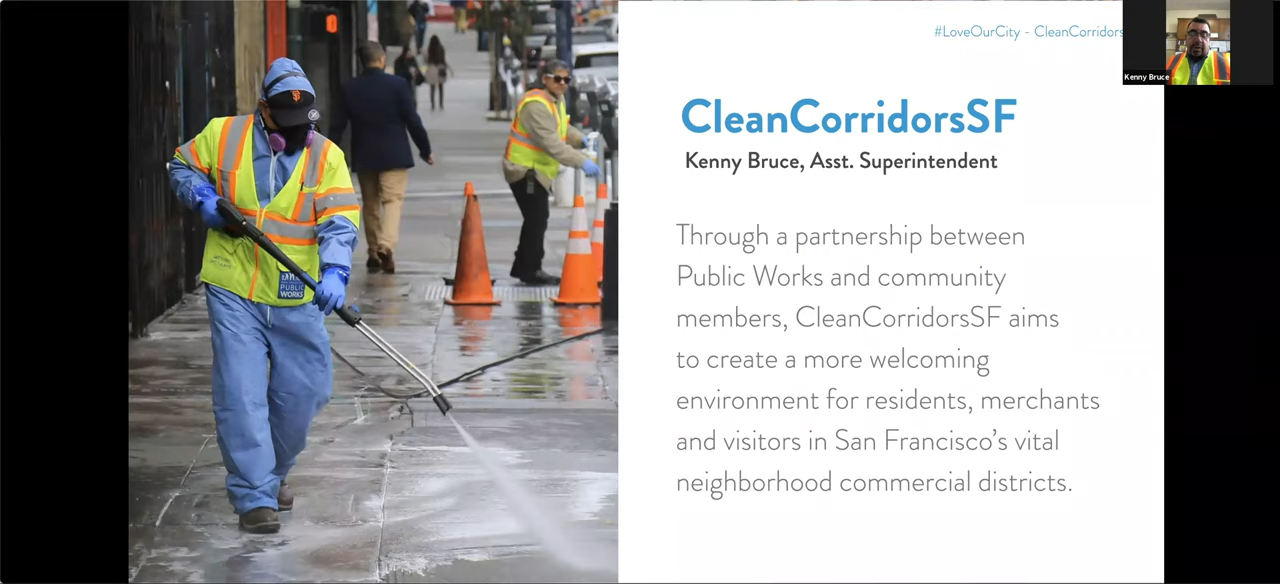 #LoveOurCity - CleanCorridors
Kenny Bruce
CleanCorridorsSF
Kenny Bruce, Asst. Superintendent
Through a partnership between
Public Works and community
members, CleanCorridorsSF aims
to create a more welcoming
environment for residents, merchants
and visitors in San Francisco’s vital
neighborhood commercial districts.
PUBLIC
WORKS